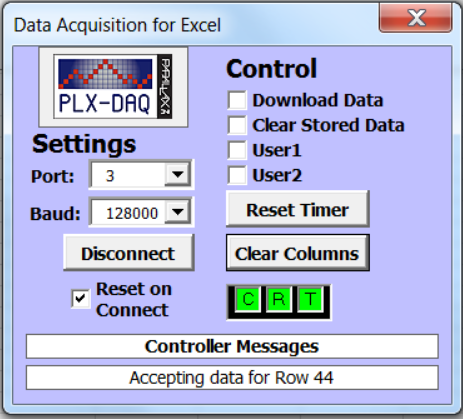 Data Acquisition for Excel
X
PLX-DAQ
PARALLAX
Control
Download Data
Clear Stored Data
User1
User2
Settings
Port: 3
Baud: 128000
Reset Timer
Disconnect
Clear Columns
Reset on
Connect
C R T
Controller Messages
Accepting data for Row 44